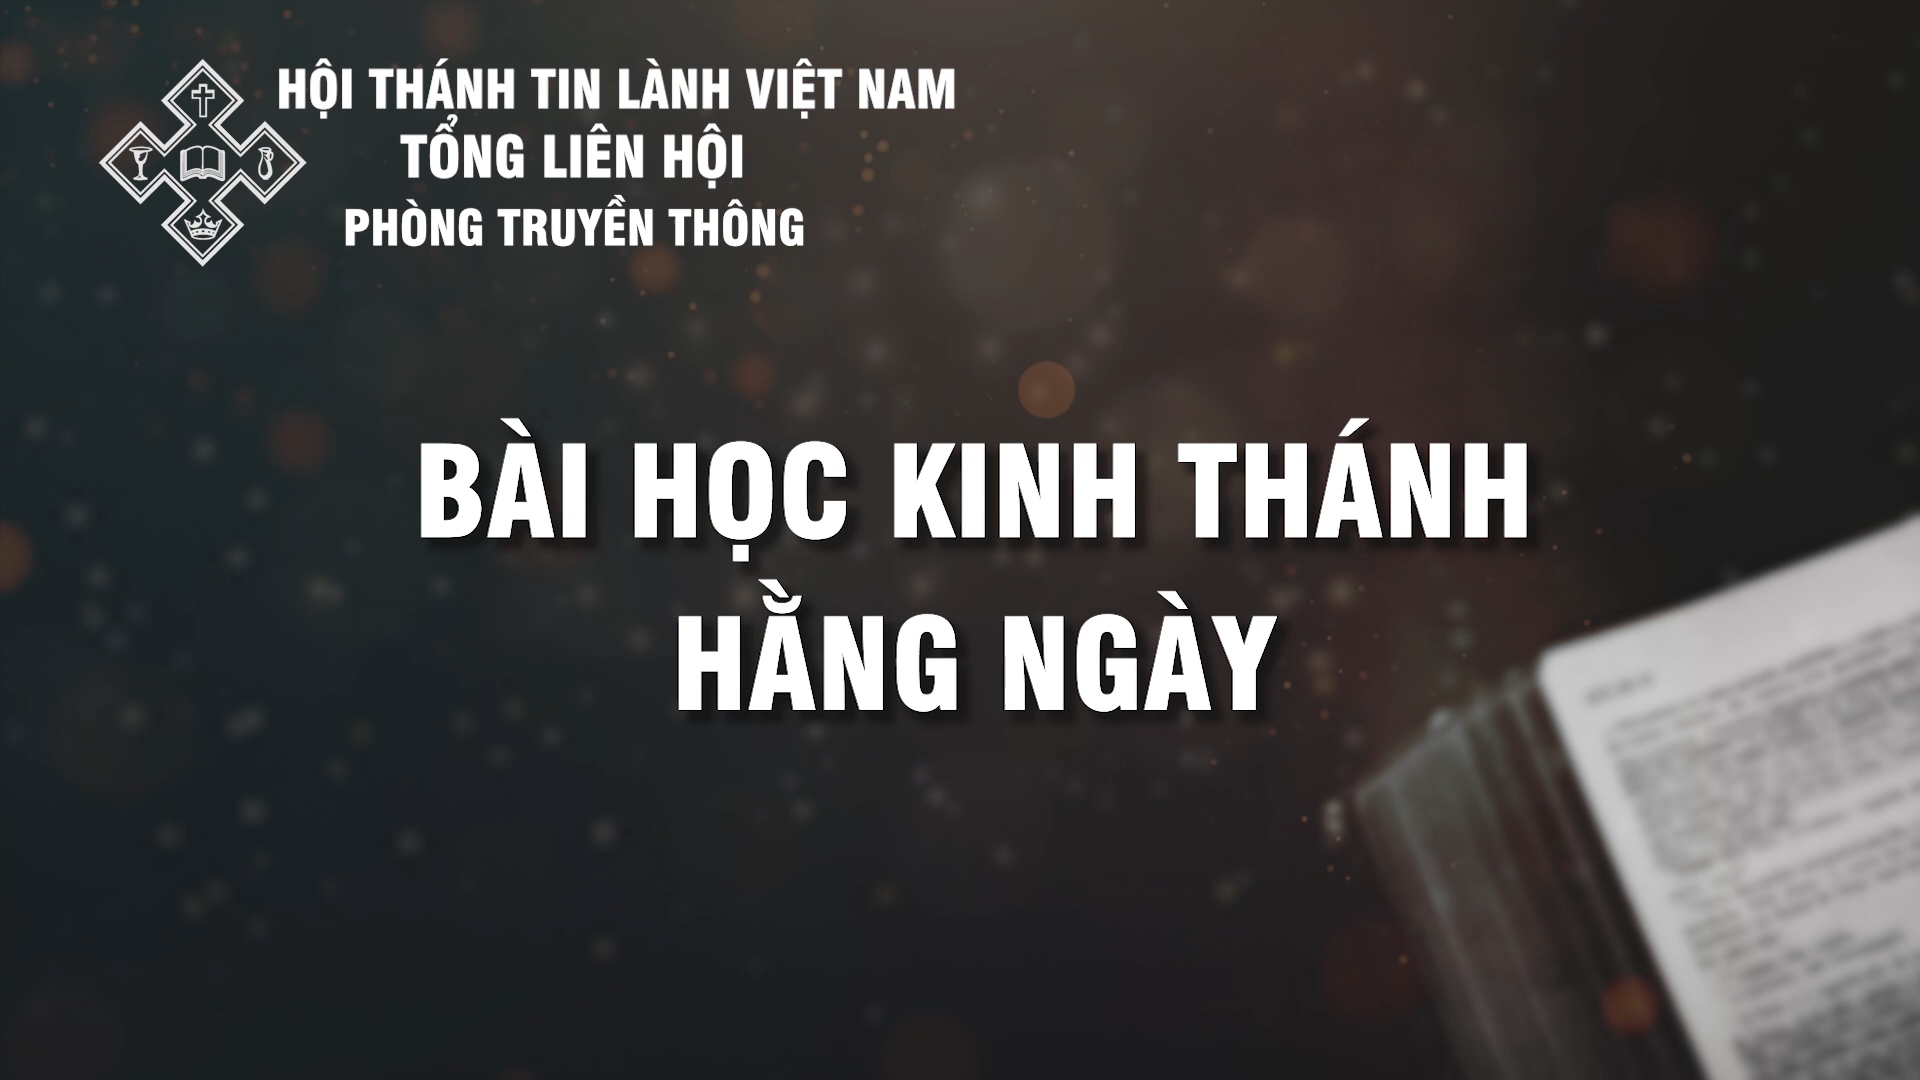 HỘI THÁNH TIN LÀNH VIỆT NAM
TỔNG LIÊN HỘI
PHÒNG TRUYỀN THÔNG
BÀI HỌC KINH THÁNH
HẰNG NGÀY